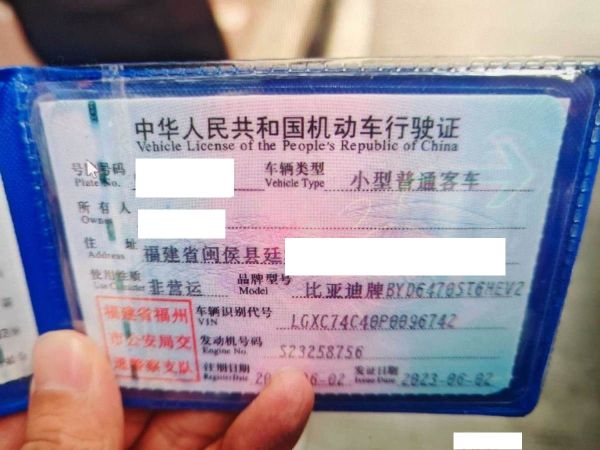 中华人民共和国机动车行驶证
Vehicle License of the People's Republic of China
号牌号码 车辆类型 小型普通客车
Plate No. Vehicle Type
所有人
Owner
住址 福建省闽侯县廷
Address
使用性质 非营运 品牌型号 比亚迪牌BYD6470ST6HEV2
Use Character Model
福建省福州市公安局交通警察支队
车辆识别代号 LGXC74C40P0096742
VIN
发动机号码 S23258756
Engine No.
注册日期 发证日期 2023-06-02
Register Date Issue Date